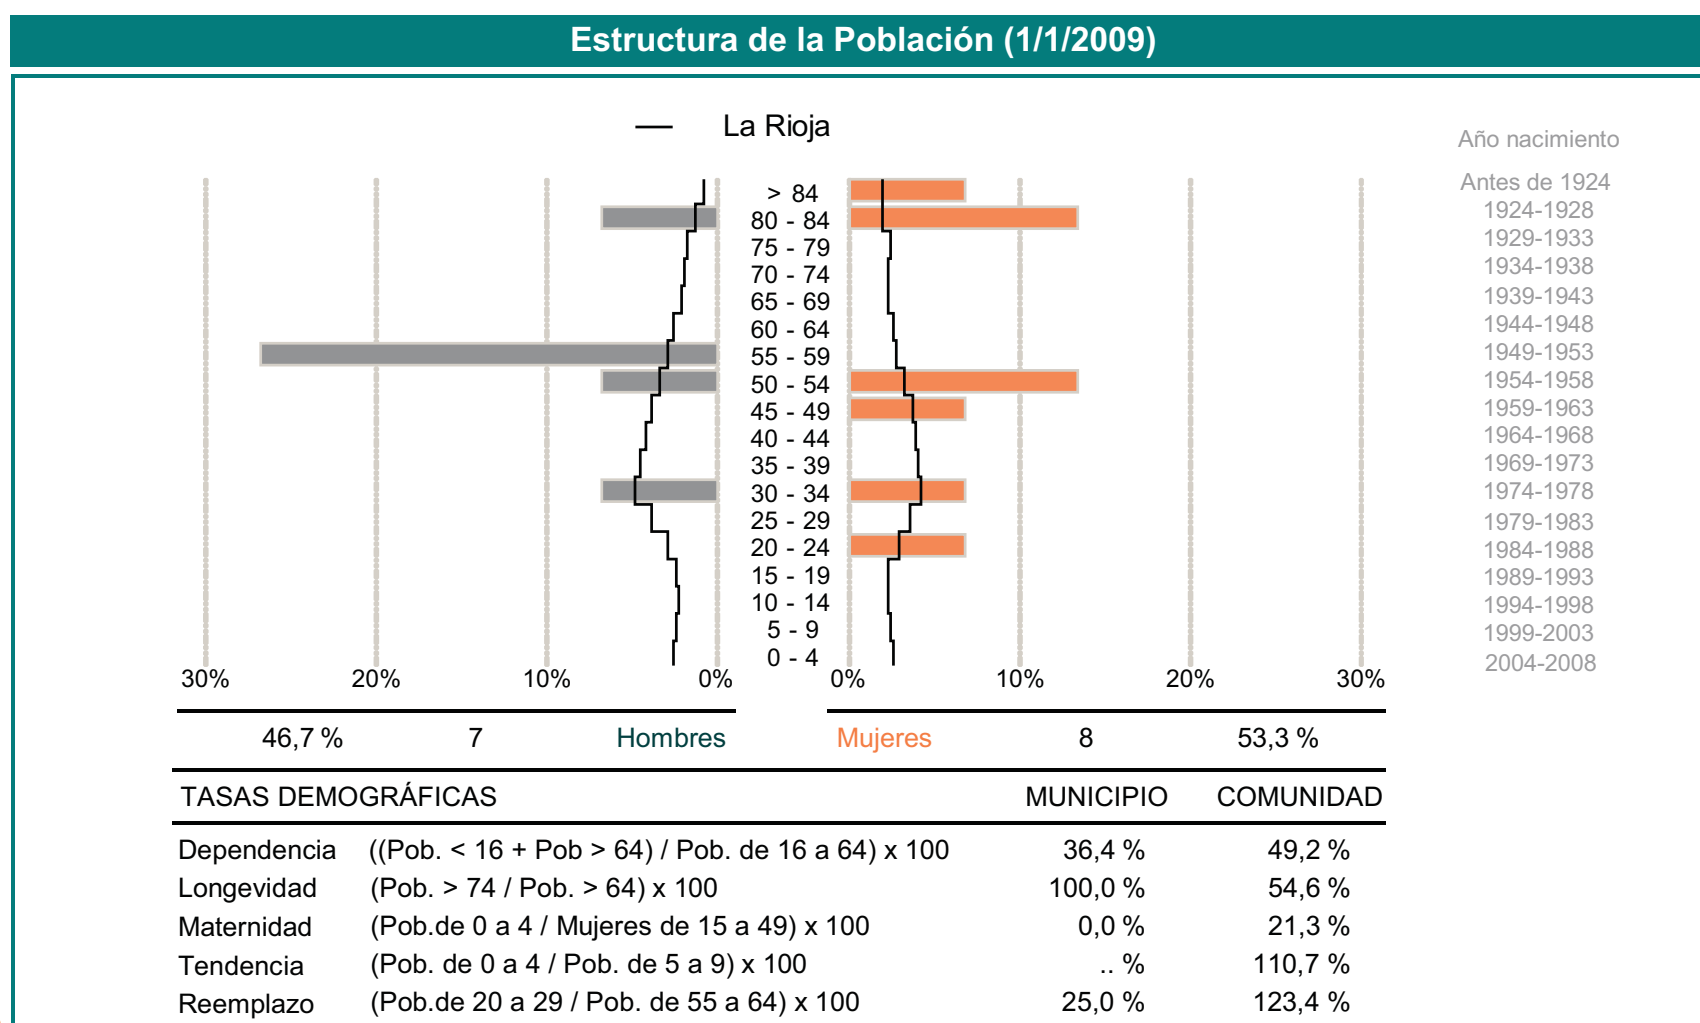 Estructura de la Población (1/1/2009)
La Rioja
Año nacimiento
> 84 Antes de 1924
80 - 84 1924-1928
75 - 79 1929-1933
70 - 74 1934-1938
65 - 69 1939-1943
60 - 64 1944-1948
55 - 59 1949-1953
50 - 54 1954-1958
45 - 49 1959-1963
40 - 44 1964-1968
35 - 39 1969-1973
30 - 34 1974-1978
25 - 29 1979-1983
20 - 24 1984-1988
15 - 19 1989-1993
10 - 14 1994-1998
5 - 9 1999-2003
0 - 4 2004-2008
30% 20% 10% 0% 0% 10% 20% 30%
46,7 % 7 Hombres Mujeres 8 53,3 %
TASAS DEMOGRÁFICAS MUNICIPIO COMUNIDAD
Dependencia ((Pob. < 16 + Pob > 64) / Pob. de 16 a 64) x 100 36,4 % 49,2 %
Longevidad (Pob. > 74 / Pob. > 64) x 100 100,0 % 54,6 %
Maternidad (Pob.de 0 a 4 / Mujeres de 15 a 49) x 100 0,0 % 21,3 %
Tendencia (Pob. de 0 a 4 / Pob. de 5 a 9) x 100 .. % 110,7 %
Reemplazo (Pob.de 20 a 29 / Pob. de 55 a 64) x 100 25,0 % 123,4 %